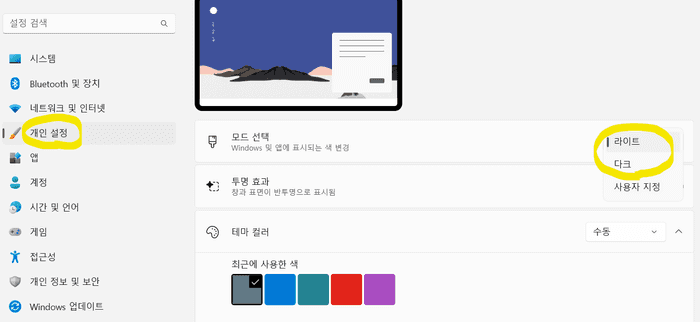 설정 검색
시스템
Bluetooth 및 장치
네트워크 및 인터넷
개인 설정
앱
계정
시간 및 언어
게임
접근성
개인 정보 및 보안
Windows 업데이트
모드 선택
Windows 및 앱에 표시되는 색 변경
라이트
다크
사용자 지정
투명 효과
창과 표면이 반투명으로 표시됨
테마 컬러
수동
최근에 사용한 색